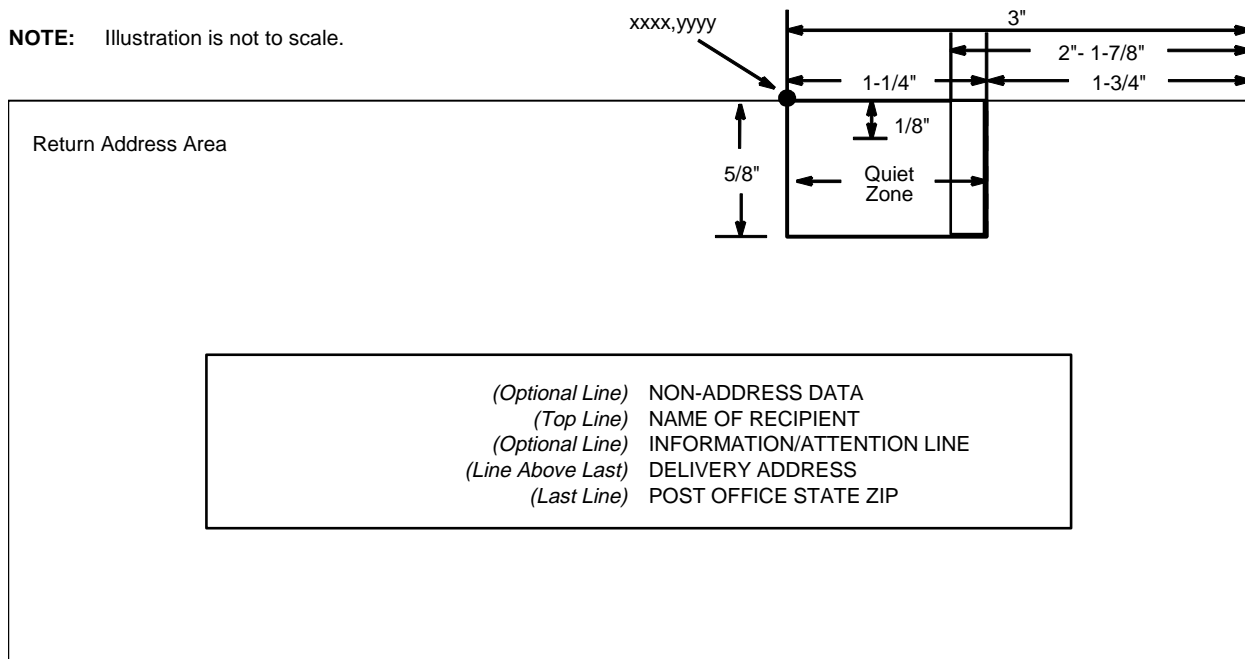 xxxx,yyyy
3"
NOTE: Illustration is not to scale.
2"- 1-7/8"
1-1/4"
1-3/4"
1/8"
Return Address Area
5/8"
Quiet
Zone
(Optional Line) NON-ADDRESS DATA
(Top Line) NAME OF RECIPIENT
(Optional Line) INFORMATION/ATTENTION LINE
(Line Above Last) DELIVERY ADDRESS
(Last Line) POST OFFICE STATE ZIP